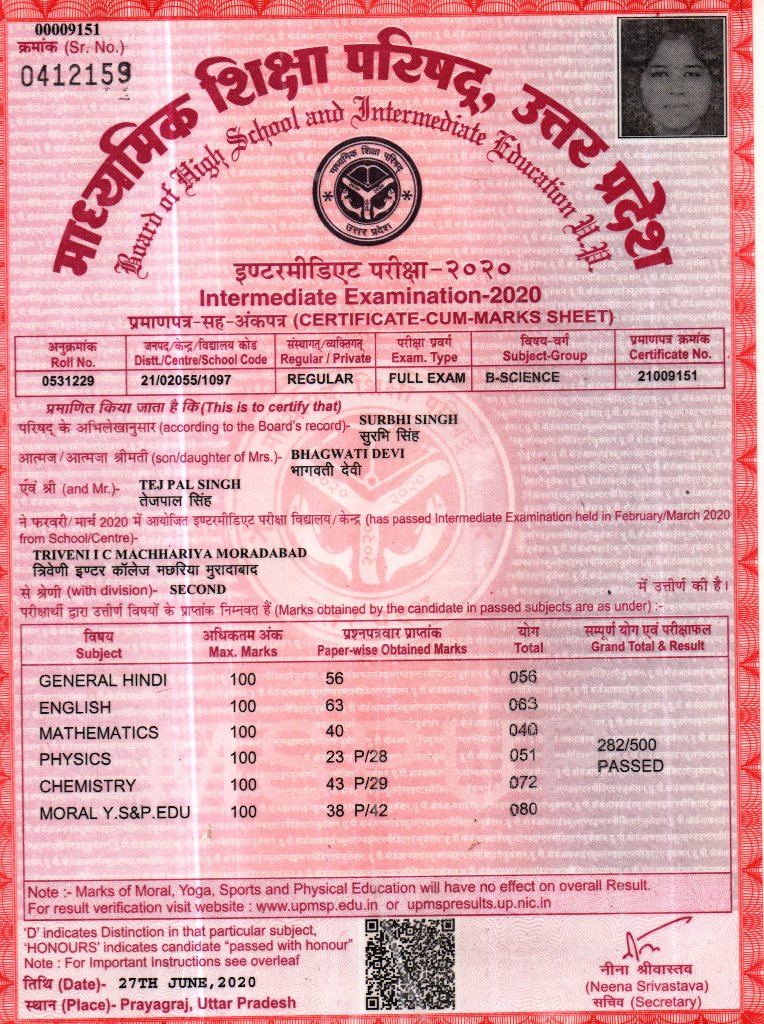 00009151
क्रमांक (Sr. No.)
0412159
माध्यमिक शिक्षा परिषद्, उत्तर प्रदेश
Board of High School and Intermediate Education U.P.
माध्यमिक शिक्षा परिषद्
उत्तर प्रदेश
इण्टरमीडिएट परीक्षा-२०२०
Intermediate Examination-2020
प्रमाणपत्र-सह-अंकपत्र (CERTIFICATE-CUM-MARKS SHEET)
अनुक्रमांक जनपद/केन्द्र/विद्यालय कोड संस्थागत्/व्यक्तिगत् परीक्षा प्रवर्ग विषय-वर्ग प्रमाणपत्र क्रमांक
Roll No. Distt./Centre/School Code Regular / Private Exam. Type Subject-Group Certificate No.
0531229 21/02055/1097 REGULAR FULL EXAM B-SCIENCE 21009151
प्रमाणित किया जाता है कि (This is to certify that)
परिषद् के अभिलेखानुसार (according to the Board's record)- SURBHI SINGH
सुरभि सिंह
आत्मज/आत्मजा श्रीमती (son/daughter of Mrs.)- BHAGWATI DEVI
भागवती देवी
एवं श्री (and Mr.)- TEJ PAL SINGH
तेजपाल सिंह
ने फरवरी/मार्च 2020 में आयोजित इण्टरमीडिएट परीक्षा विद्यालय/केन्द्र (has passed Intermediate Examination held in February/March 2020
from School/Centre)-
TRIVENI I C MACHHARIYA MORADABAD
त्रिवेणी इण्टर कॉलेज मछरिया मुरादाबाद
से श्रेणी (with division)- SECOND में उत्तीर्ण की है।
परीक्षार्थी द्वारा उत्तीर्ण विषयों के प्राप्तांक निम्नवत हैं (Marks obtained by the candidate in passed subjects are as under) :-
विषय अधिकतम अंक प्रश्नपत्रवार प्राप्तांक योग सम्पूर्ण योग एवं परीक्षाफल
Subject Max. Marks Paper-wise Obtained Marks Total Grand Total & Result
GENERAL HINDI 100 56 056
ENGLISH 100 63 063
MATHEMATICS 100 40 040
PHYSICS 100 23 P/28 051
282/500
PASSED
CHEMISTRY 100 43 P/29 072
MORAL Y.S&P.EDU 100 38 P/42 080
Note :- Marks of Moral, Yoga, Sports and Physical Education will have no effect on overall Result.
For result verification visit website : www.upmsp.edu.in or upmspresults.up.nic.in
'D' indicates Distinction in that particular subject,
'HONOURS' indicates candidate "passed with honour"
Note : For Important Instructions see overleaf
तिथि (Date)- 27TH JUNE,2020
स्थान (Place)- Prayagraj, Uttar Pradesh
नीना श्रीवास्तव
(Neena Srivastava)
सचिव (Secretary)